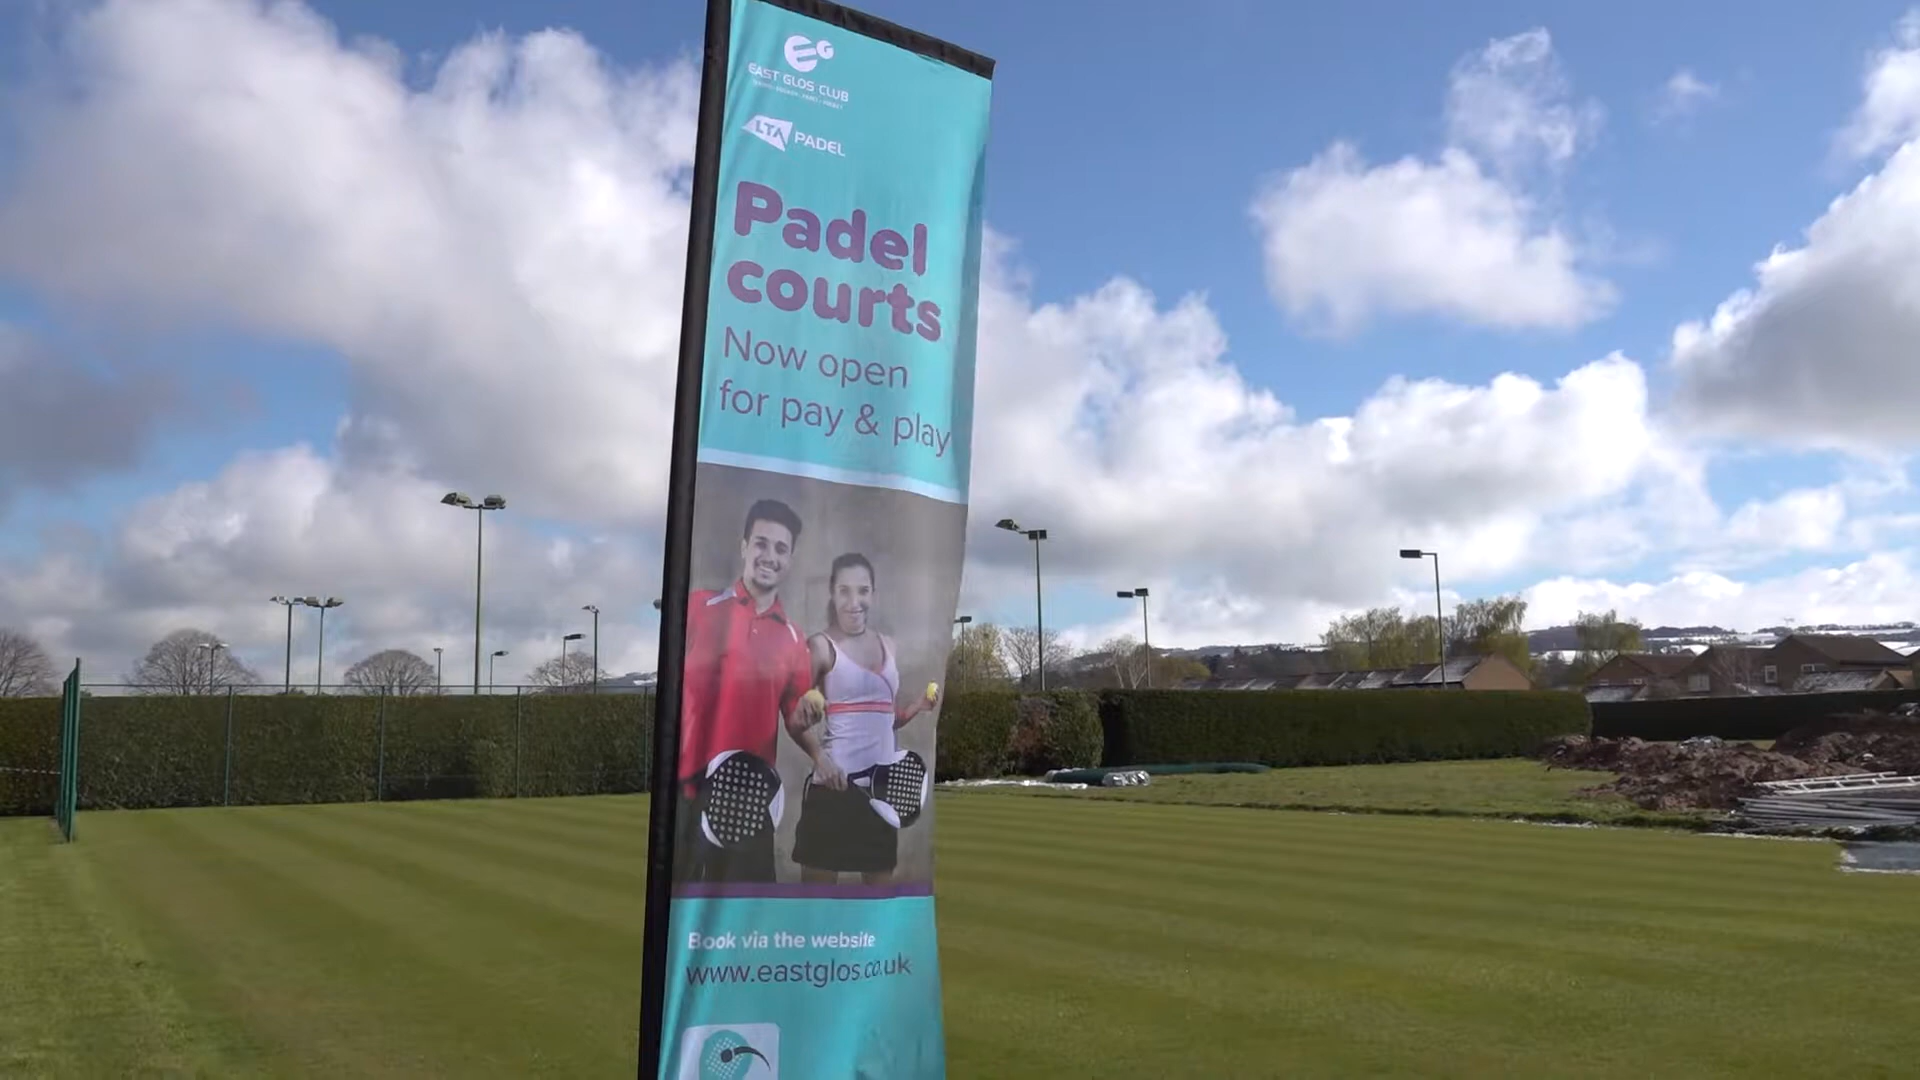 EG
EAST GLOS CLUB
LTA PADEL
Padel
courts
Now open
for pay & play
Book via the website
www.eastglos.co.uk